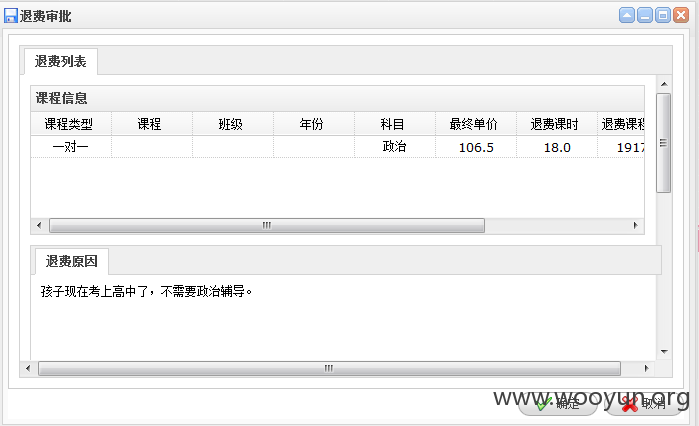 退费审批
退费列表
课程信息
课程类型 课程 班级 年份 科目 最终单价 退费课时 退费课程
一对一 政治 106.5 18.0 1917
退费原因
孩子现在考上高中了，不需要政治辅导。
www.wooyun.org
确定 取消